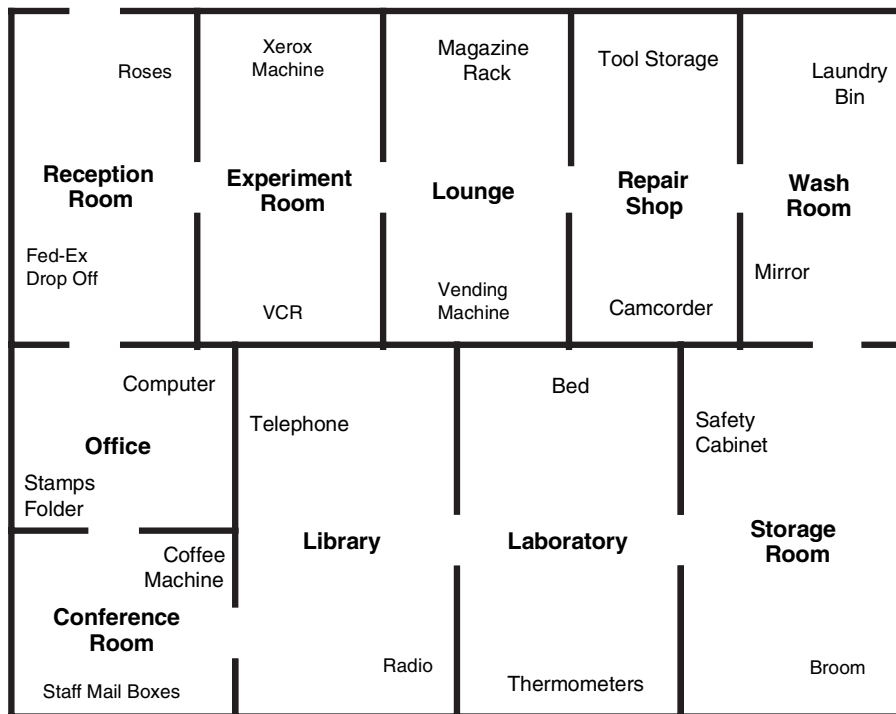 Roses
Xerox
Machine
Magazine
Rack
Tool Storage
Laundry
Bin
Reception
Room
Experiment
Room
Lounge
Repair
Shop
Wash
Room
Fed-Ex
Drop Off
VCR
Vending
Machine
Camcorder
Mirror
Computer
Office
Stamps
Folder
Telephone
Bed
Safety
Cabinet
Library
Laboratory
Storage
Room
Coffee
Machine
Conference
Room
Staff Mail Boxes
Radio
Thermometers
Broom